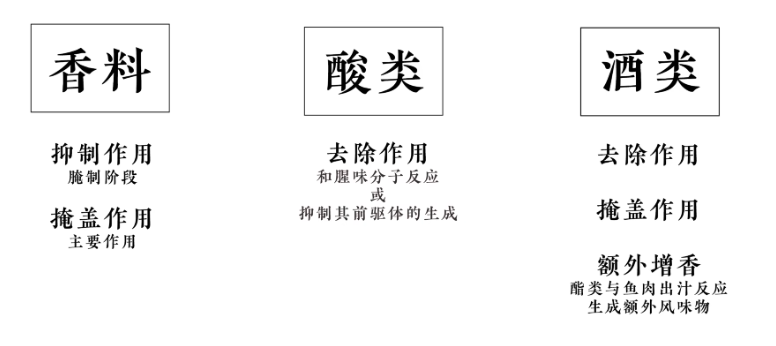 香料
抑制作用
腌制阶段
掩盖作用
主要作用
酸类
去除作用
和腥味分子反应
或
抑制其前驱体的生成
酒类
去除作用
掩盖作用
额外增香
酯类与鱼肉出汁反应
生成额外风味物